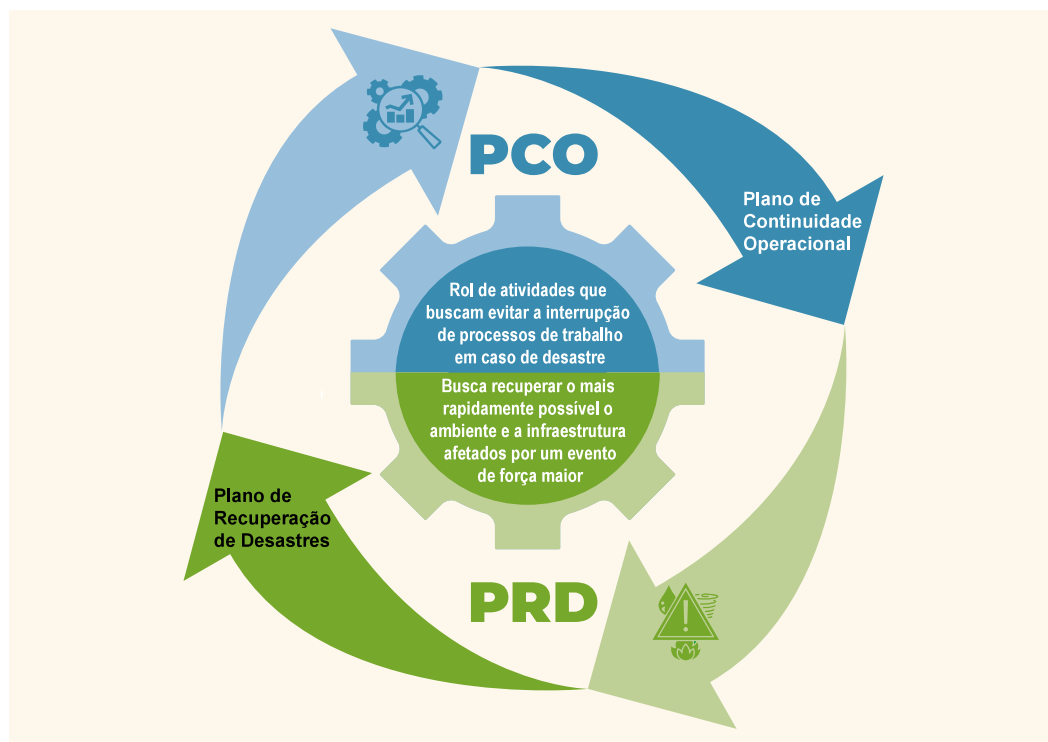 PCO
Plano de
Continuidade
Operacional
Rol de atividades que
buscam evitar a interrupção
de processos de trabalho
em caso de desastre
Busca recuperar o mais
rapidamente possível o
ambiente e a infraestrutura
afetados por um evento
de força maior
Plano de
Recuperação
de Desastres
PRD